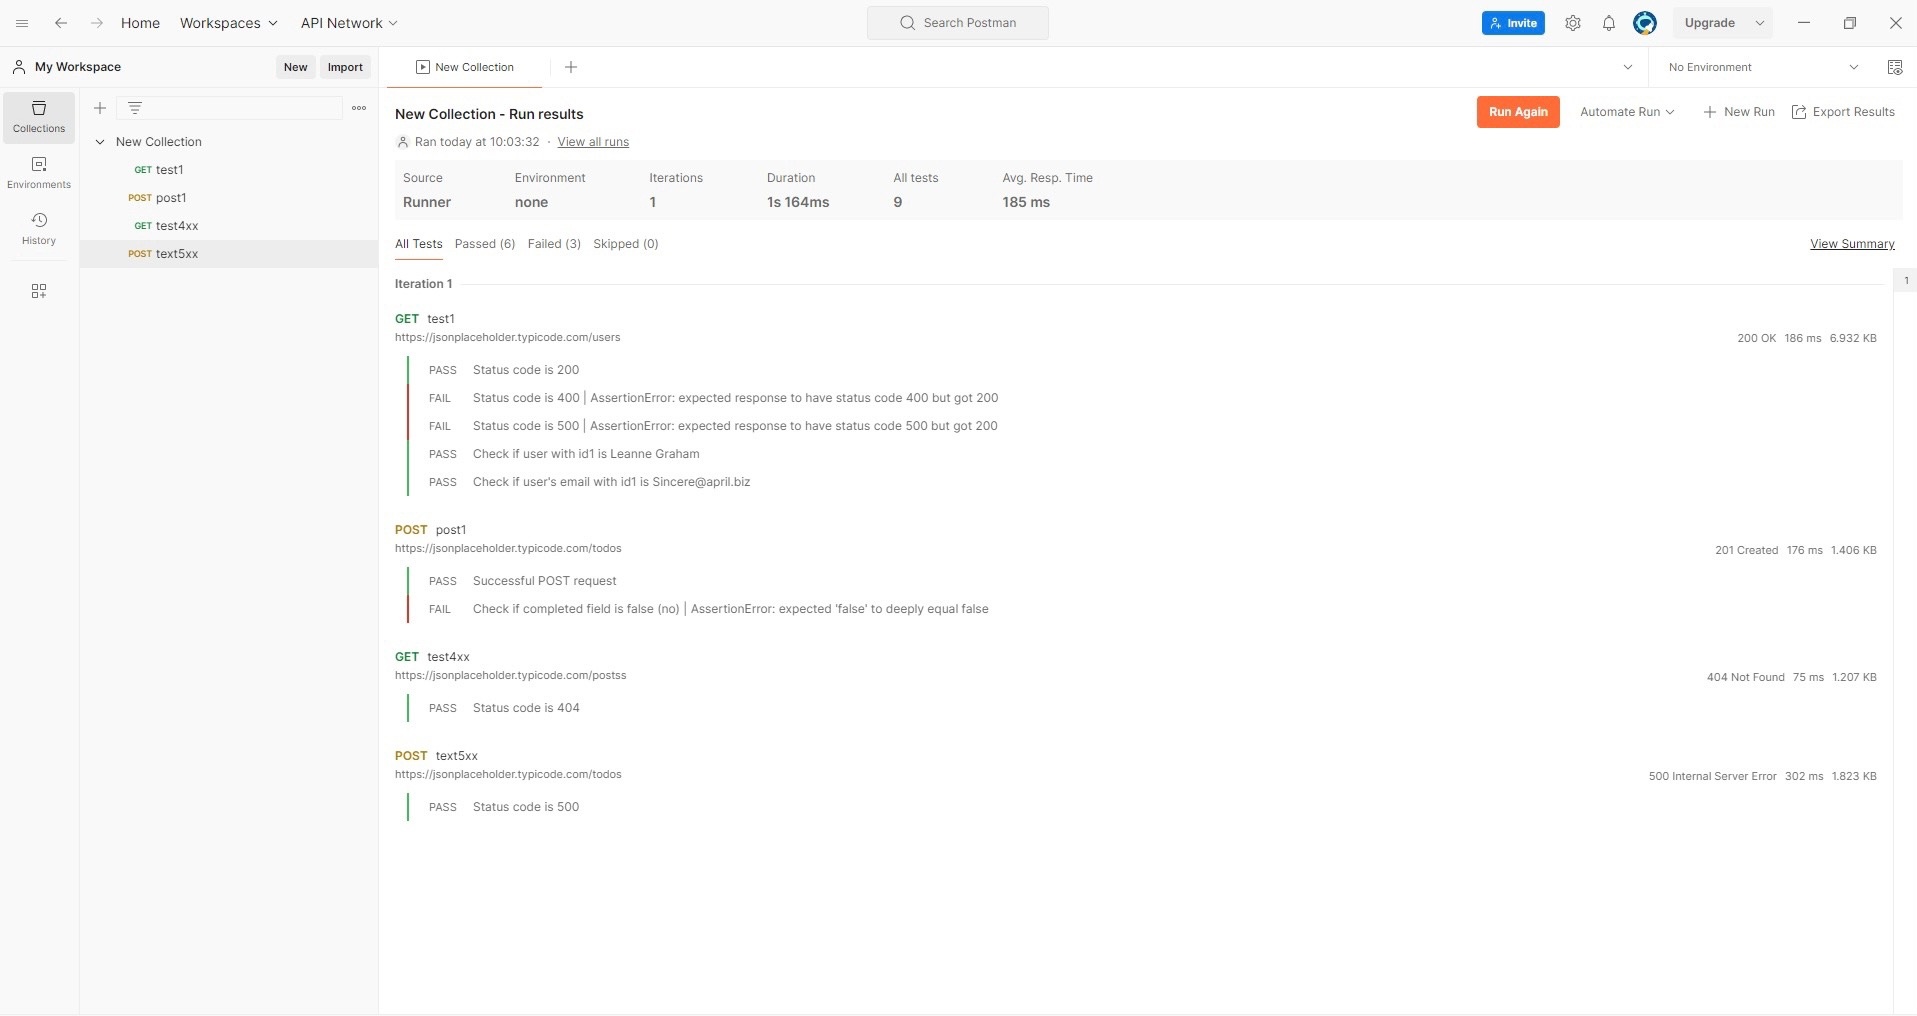 Home Workspaces API Network Search Postman Invite Upgrade
My Workspace New Import New Collection No Environment
Collections
Environments
History
New Collection
GET test1
POST post1
GET test4xx
POST text5xx
New Collection - Run results Run Again Automate Run New Run Export Results
Ran today at 10:03:32 · View all runs
Source Environment Iterations Duration All tests Avg. Resp. Time
Runner none 1 1s 164ms 9 185 ms
All Tests Passed (6) Failed (3) Skipped (0) View Summary
Iteration 1 1
GET test1
https://jsonplaceholder.typicode.com/users 200 OK 186 ms 6.932 KB
PASS Status code is 200
FAIL Status code is 400 | AssertionError: expected response to have status code 400 but got 200
FAIL Status code is 500 | AssertionError: expected response to have status code 500 but got 200
PASS Check if user with id1 is Leanne Graham
PASS Check if user's email with id1 is Sincere@april.biz
POST post1
https://jsonplaceholder.typicode.com/todos 201 Created 176 ms 1.406 KB
PASS Successful POST request
FAIL Check if completed field is false (no) | AssertionError: expected 'false' to deeply equal false
GET test4xx
https://jsonplaceholder.typicode.com/postss 404 Not Found 75 ms 1.207 KB
PASS Status code is 404
POST text5xx
https://jsonplaceholder.typicode.com/todos 500 Internal Server Error 302 ms 1.823 KB
PASS Status code is 500